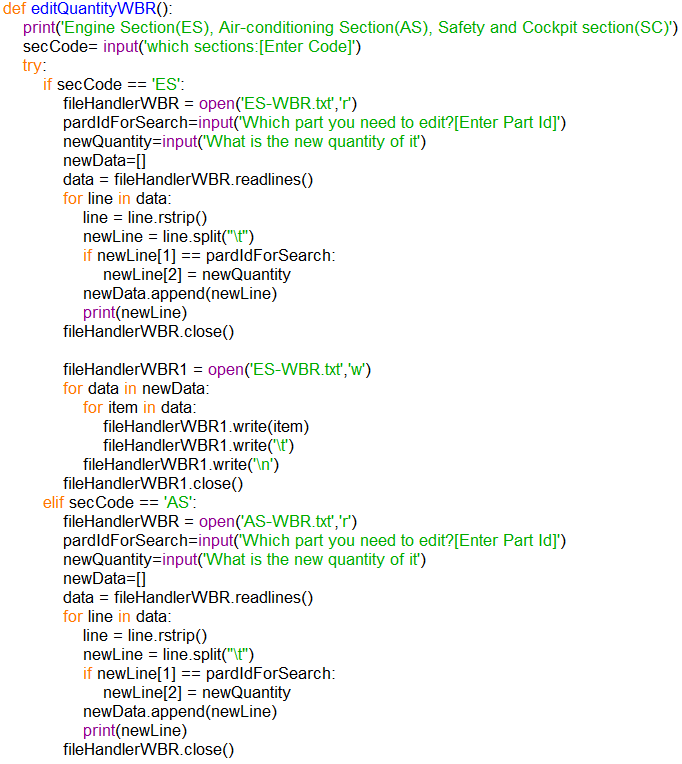 def editQuantityWBR():
    print('Engine Section(ES), Air-conditioning Section(AS), Safety and Cockpit section(SC)')
    secCode= input('which sections:[Enter Code]')
    try:
        if secCode == 'ES':
            fileHandlerWBR = open('ES-WBR.txt','r')
            pardIdForSearch=input('Which part you need to edit?[Enter Part Id]')
            newQuantity=input('What is the new quantity of it')
            newData=[]
            data = fileHandlerWBR.readlines()
            for line in data:
                line = line.rstrip()
                newLine = line.split("\t")
                if newLine[1] == pardIdForSearch:
                    newLine[2] = newQuantity
                newData.append(newLine)
                print(newLine)
            fileHandlerWBR.close()

            fileHandlerWBR1 = open('ES-WBR.txt','w')
            for data in newData:
                for item in data:
                    fileHandlerWBR1.write(item)
                    fileHandlerWBR1.write('\t')
                fileHandlerWBR1.write('\n')
            fileHandlerWBR1.close()
        elif secCode == 'AS':
            fileHandlerWBR = open('AS-WBR.txt','r')
            pardIdForSearch=input('Which part you need to edit?[Enter Part Id]')
            newQuantity=input('What is the new quantity of it')
            newData=[]
            data = fileHandlerWBR.readlines()
            for line in data:
                line = line.rstrip()
                newLine = line.split("\t")
                if newLine[1] == pardIdForSearch:
                    newLine[2] = newQuantity
                newData.append(newLine)
                print(newLine)
            fileHandlerWBR.close()